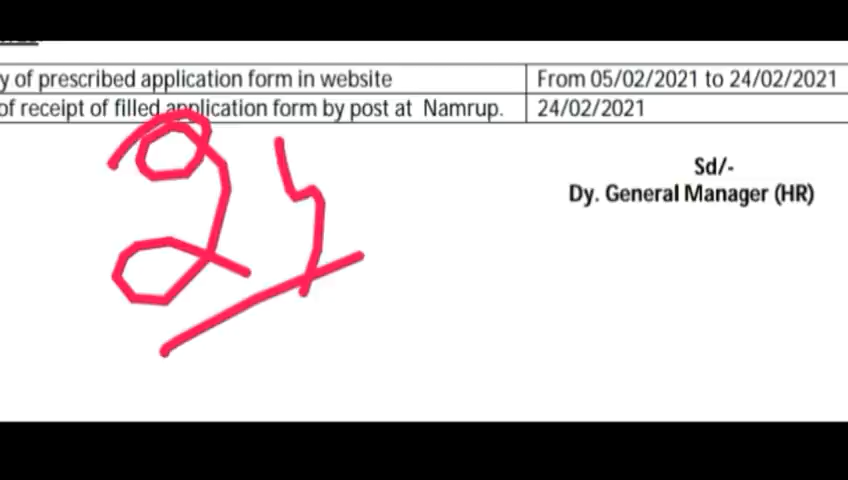 y of prescribed application form in website From 05/02/2021 to 24/02/2021
of receipt of filled application form by post at Namrup. 24/02/2021
Sd/-
Dy. General Manager (HR)